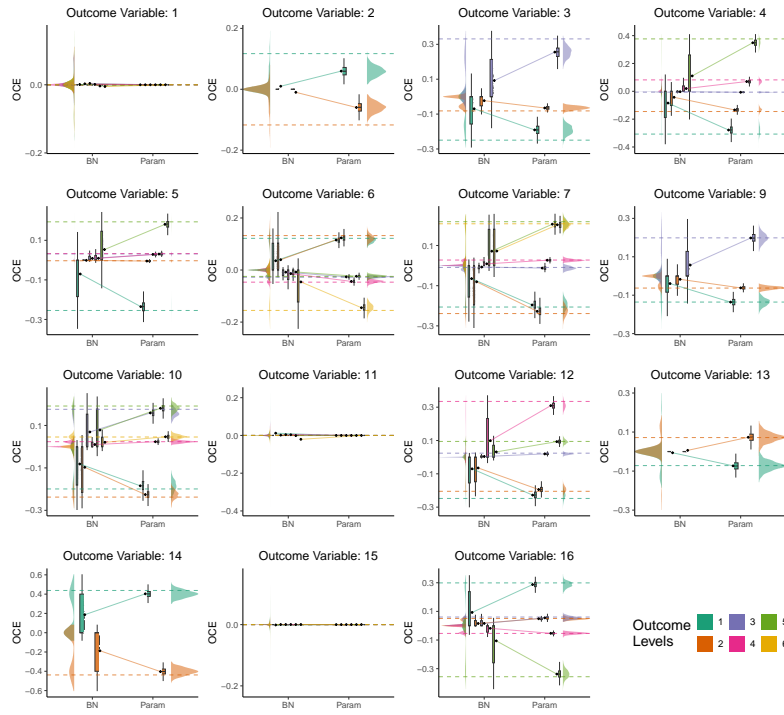 Outcome Variable: 1
Outcome Variable: 2
Outcome Variable: 3
Outcome Variable: 4
OCE
0.0
−0.2
BN
Param
OCE
0.2
0.0
−0.2
BN
Param
OCE
0.3
0.0
−0.3
BN
Param
OCE
0.4
0.2
0.0
−0.2
−0.4
BN
Param
Outcome Variable: 5
Outcome Variable: 6
Outcome Variable: 7
Outcome Variable: 9
OCE
0.1
−0.1
−0.3
BN
Param
OCE
0.2
0.0
−0.2
BN
Param
OCE
0.1
−0.1
−0.3
BN
Param
OCE
0.2
0.0
−0.2
BN
Param
Outcome Variable: 10
Outcome Variable: 11
Outcome Variable: 12
Outcome Variable: 13
OCE
0.1
−0.1
−0.3
BN
Param
OCE
0.2
0.0
−0.2
−0.4
BN
Param
OCE
0.3
0.1
−0.1
−0.3
BN
Param
OCE
0.1
−0.1
−0.3
BN
Param
Outcome Variable: 14
Outcome Variable: 15
Outcome Variable: 16
OCE
0.6
0.4
0.2
0.0
−0.2
−0.4
−0.6
BN
Param
OCE
0.0
−0.2
BN
Param
OCE
0.3
0.1
−0.1
−0.3
BN
Param
Outcome
Levels
1 3 5
2 4 6